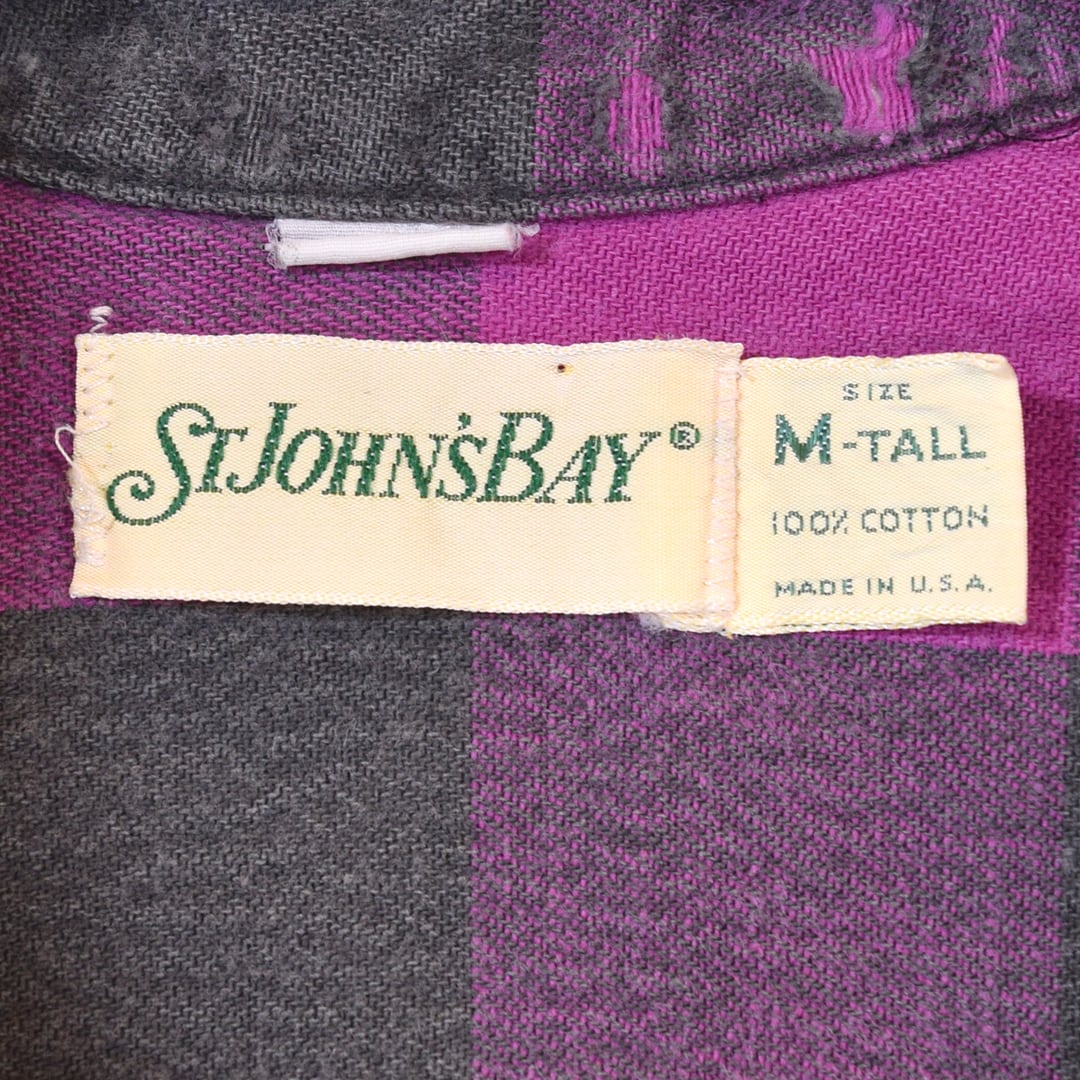 ST JOHN'S BAY®
SIZE
M-TALL
100% COTTON
MADE IN U.S.A.